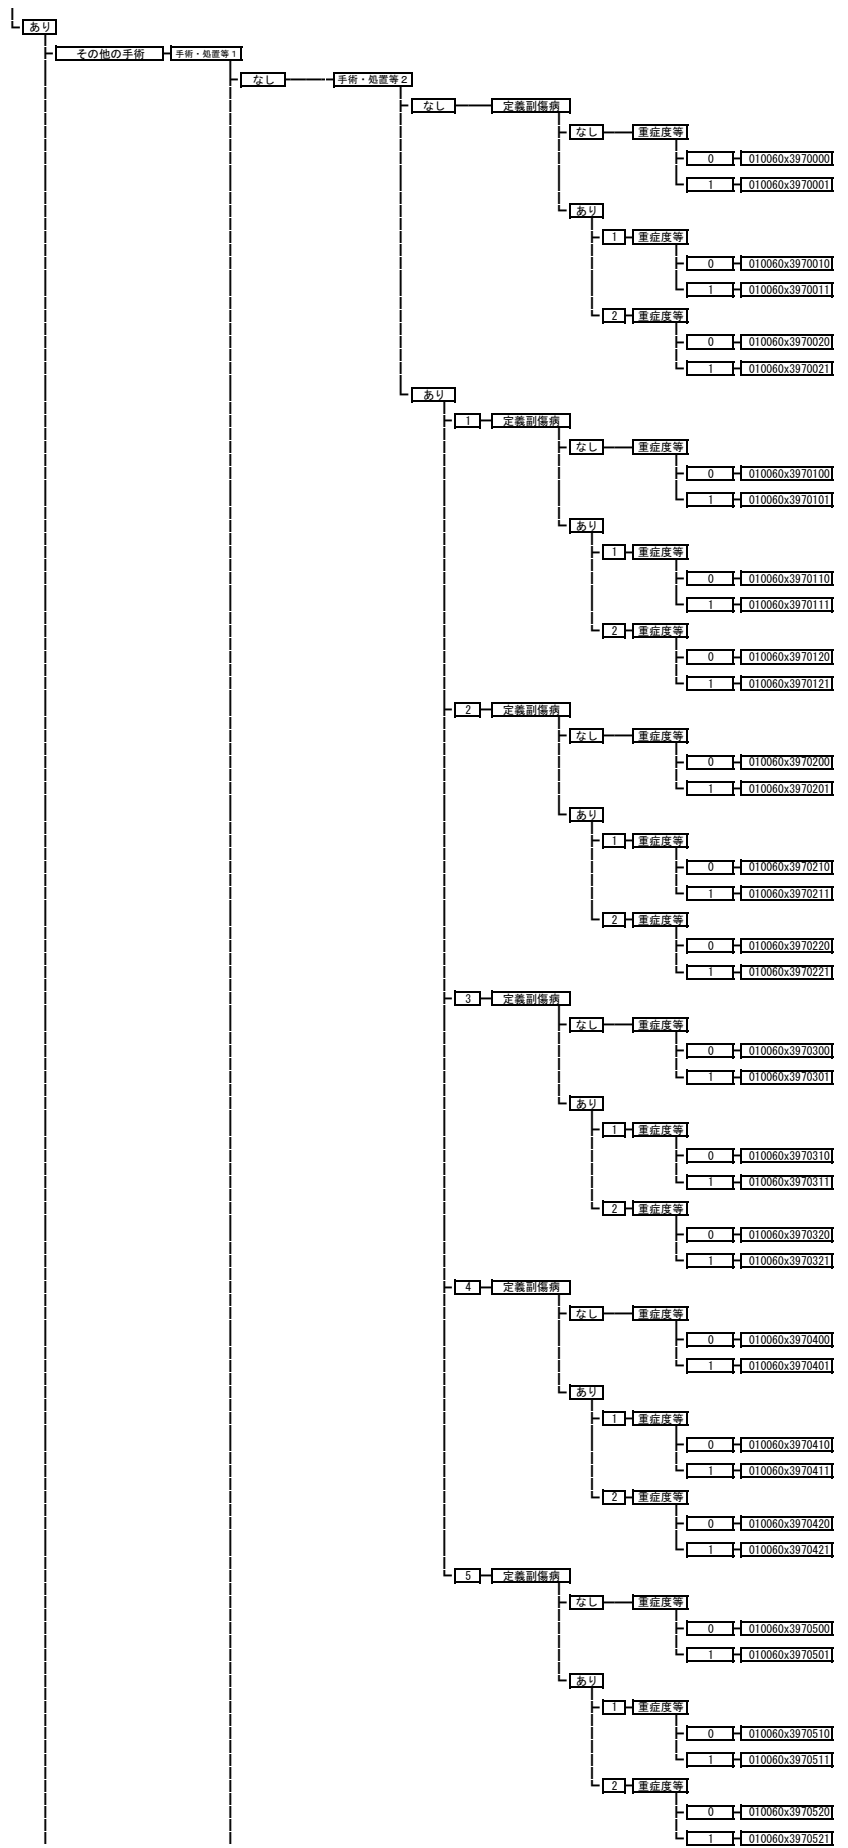 あり
その他の手術 手術・処置等1
なし 手術・処置等2
なし 定義副傷病
なし 重症度等
0 010060x3970000
1 010060x3970001
あり
1 重症度等
0 010060x3970010
1 010060x3970011
2 重症度等
0 010060x3970020
1 010060x3970021
あり
1 定義副傷病
なし 重症度等
0 010060x3970100
1 010060x3970101
あり
1 重症度等
0 010060x3970110
1 010060x3970111
2 重症度等
0 010060x3970120
1 010060x3970121
2 定義副傷病
なし 重症度等
0 010060x3970200
1 010060x3970201
あり
1 重症度等
0 010060x3970210
1 010060x3970211
2 重症度等
0 010060x3970220
1 010060x3970221
3 定義副傷病
なし 重症度等
0 010060x3970300
1 010060x3970301
あり
1 重症度等
0 010060x3970310
1 010060x3970311
2 重症度等
0 010060x3970320
1 010060x3970321
4 定義副傷病
なし 重症度等
0 010060x3970400
1 010060x3970401
あり
1 重症度等
0 010060x3970410
1 010060x3970411
2 重症度等
0 010060x3970420
1 010060x3970421
5 定義副傷病
なし 重症度等
0 010060x3970500
1 010060x3970501
あり
1 重症度等
0 010060x3970510
1 010060x3970511
2 重症度等
0 010060x3970520
1 010060x3970521